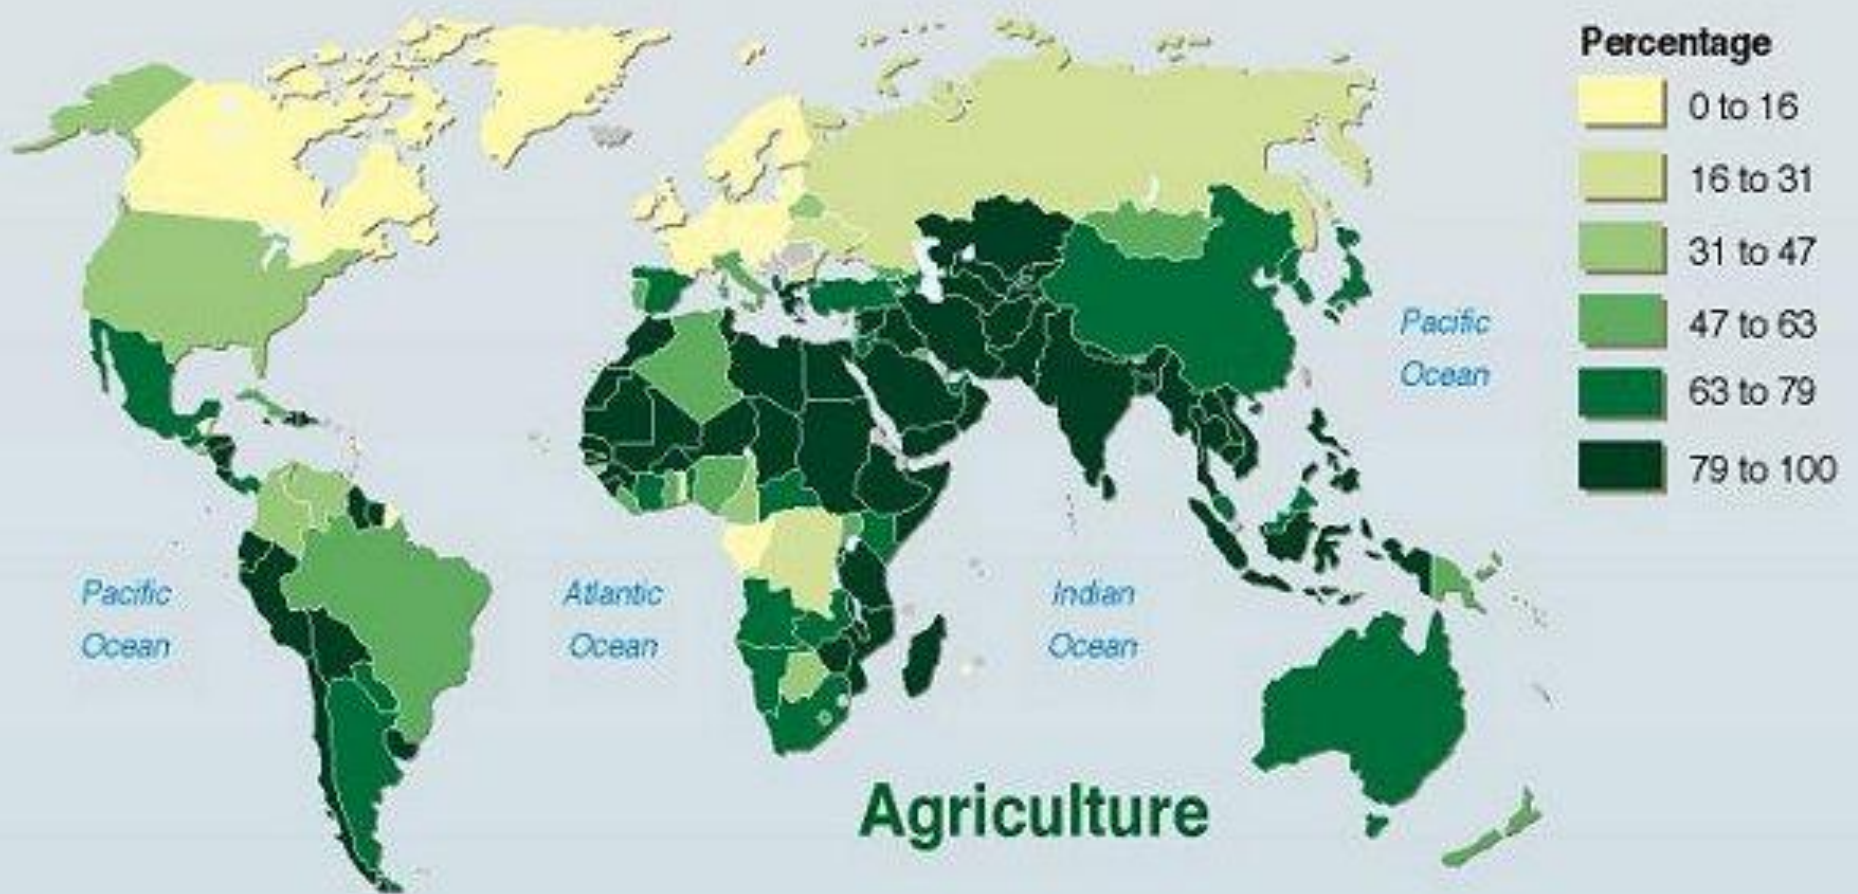 Percentage
0 to 16
16 to 31
31 to 47
47 to 63
63 to 79
79 to 100
Pacific
Ocean
Pacific
Ocean
Atlantic
Ocean
Indian
Ocean
Agriculture